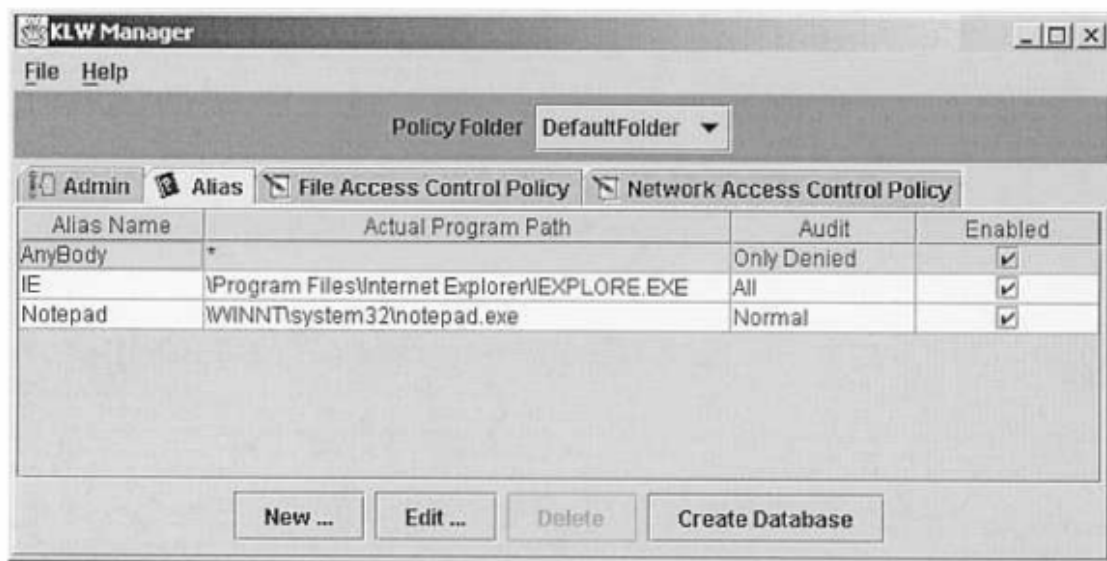 KLW Manager
File Help
Policy Folder DefaultFolder
Admin Alias File Access Control Policy Network Access Control Policy
Alias Name Actual Program Path Audit Enabled
AnyBody * Only Denied
IE \Program Files\Internet Explorer\IEXPLORE.EXE All
Notepad \WINNT\system32\notepad.exe Normal
New ... Edit ... Delete Create Database